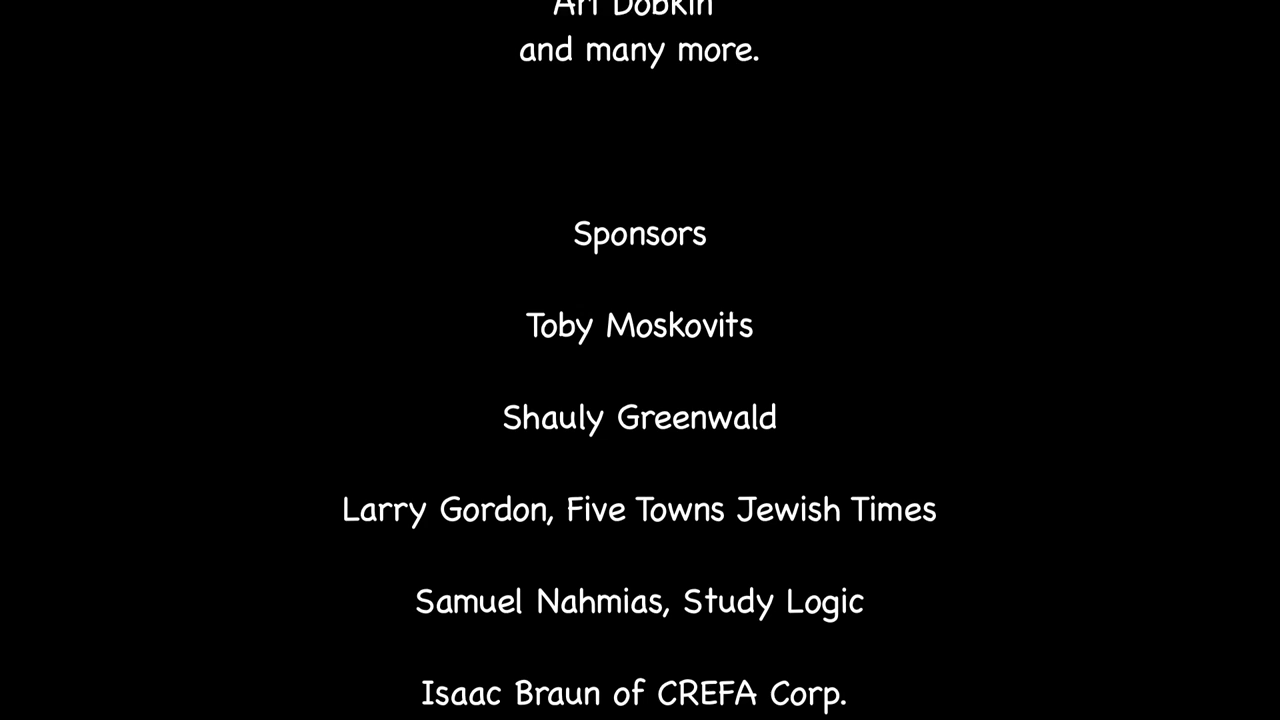 Ari Dobkin
and many more.
Sponsors
Toby Moskovits
Shauly Greenwald
Larry Gordon, Five Towns Jewish Times
Samuel Nahmias, Study Logic
Isaac Braun of CREFA Corp.